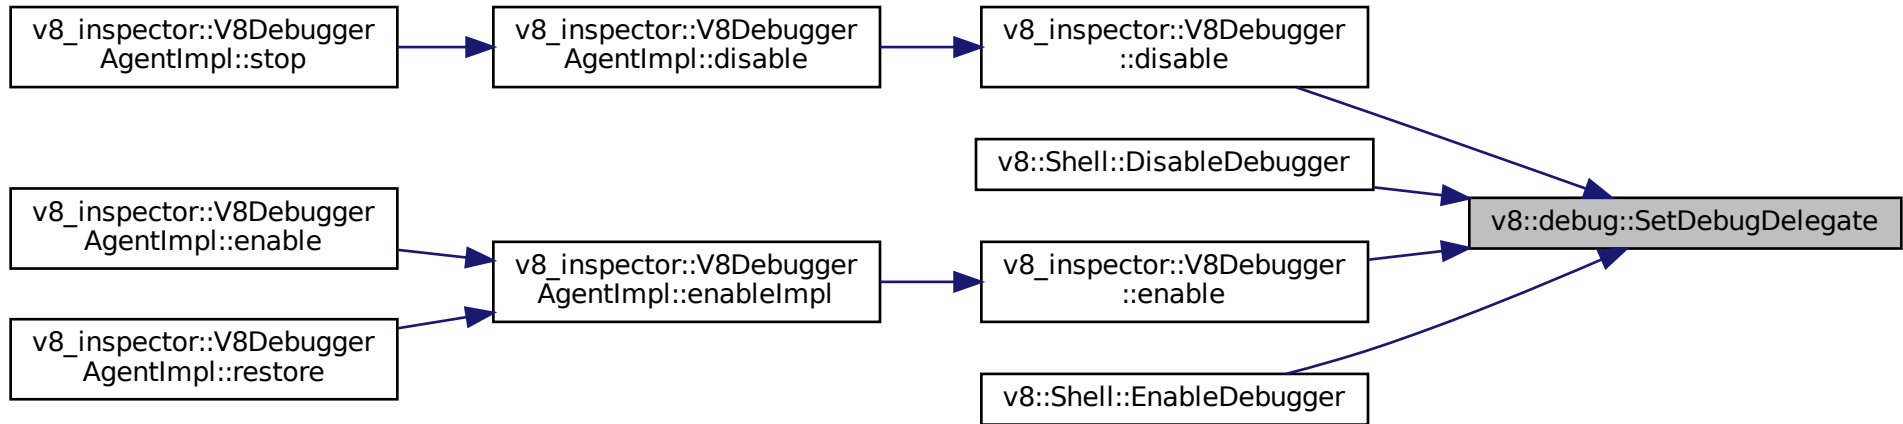 v8_inspector::V8Debugger
AgentImpl::stop
v8_inspector::V8Debugger
AgentImpl::disable
v8_inspector::V8Debugger
::disable
v8::Shell::DisableDebugger
v8::debug::SetDebugDelegate
v8_inspector::V8Debugger
AgentImpl::enable
v8_inspector::V8Debugger
AgentImpl::enableImpl
v8_inspector::V8Debugger
::enable
v8_inspector::V8Debugger
AgentImpl::restore
v8::Shell::EnableDebugger